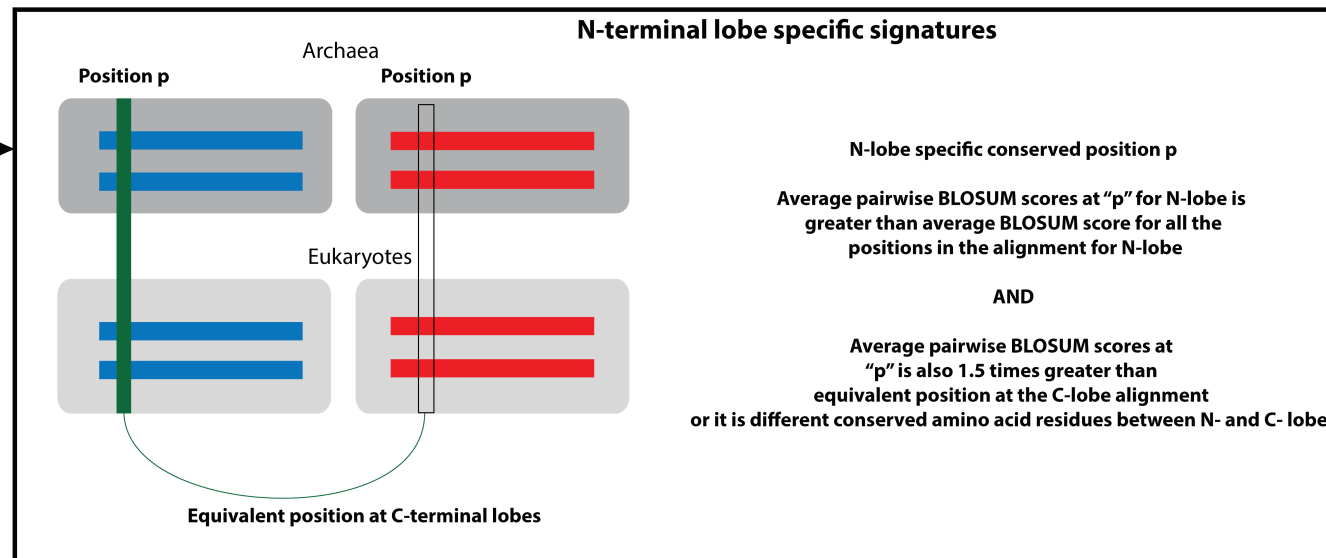 N-terminal lobe specific signatures
Archaea
Position p
Position p
Eukaryotes
Equivalent position at C-terminal lobes
N-lobe specific conserved position p
Average pairwise BLOSUM scores at “p” for N-lobe is
greater than average BLOSUM score for all the
positions in the alignment for N-lobe
AND
Average pairwise BLOSUM scores at
“p” is also 1.5 times greater than
equivalent position at the C-lobe alignment
or it is different conserved amino acid residues between N- and C- lobe